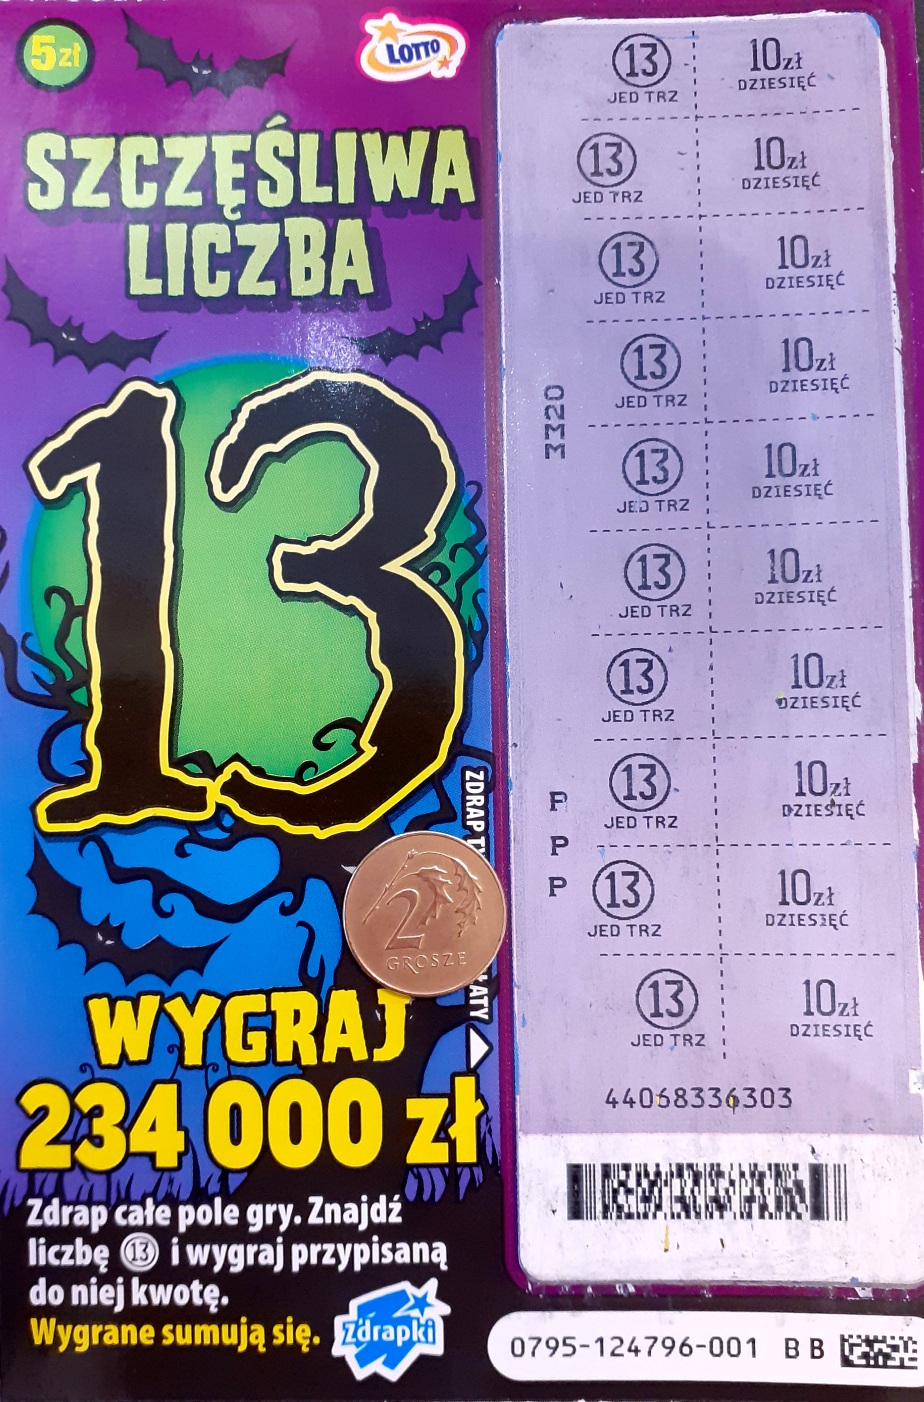 5 zł
LOTTO
SZCZĘŚLIWA
LICZBA
13
WYGRAJ
234 000 zł
Zdrap całe pole gry. Znajdź
liczbę 13 i wygraj przypisaną
do niej kwotę.
Wygrane sumują się.
Zdrapki
2
GROSZE
ZDRAP
13 10zł
JED TRZ DZIESIĘĆ
13 10zł
JED TRZ DZIESIĘĆ
13 10zł
JED TRZ DZIESIĘĆ
13 10zł
JED TRZ DZIESIĘĆ
13 10zł
JED TRZ DZIESIĘĆ
13 10zł
JED TRZ DZIESIĘĆ
13 10zł
JED TRZ DZIESIĘĆ
13 10zł
JED TRZ DZIESIĘĆ
13 10zł
JED TRZ DZIESIĘĆ
13 10zł
JED TRZ DZIESIĘĆ
P
P
P
44068336303
0795-124796-001 BB